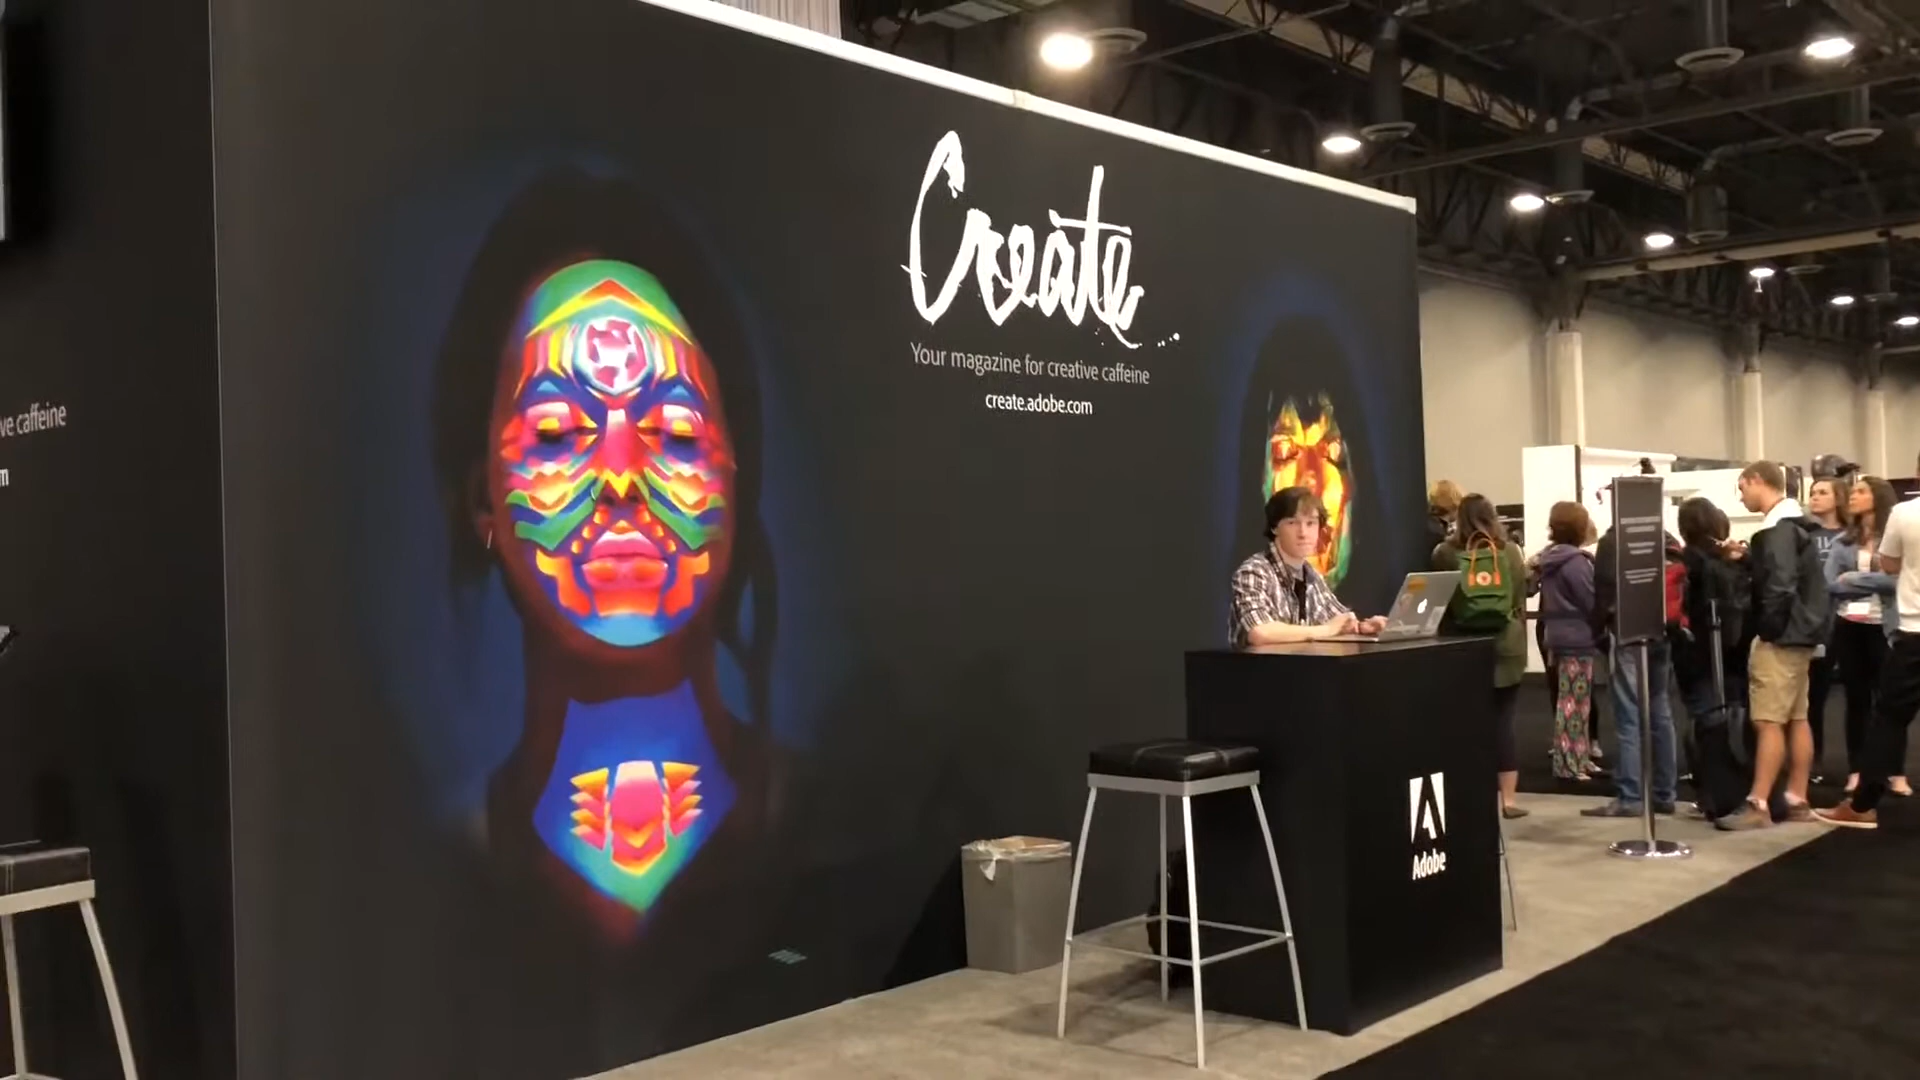 ve caffeine
m
Create...
Your magazine for creative caffeine
create.adobe.com
Adobe